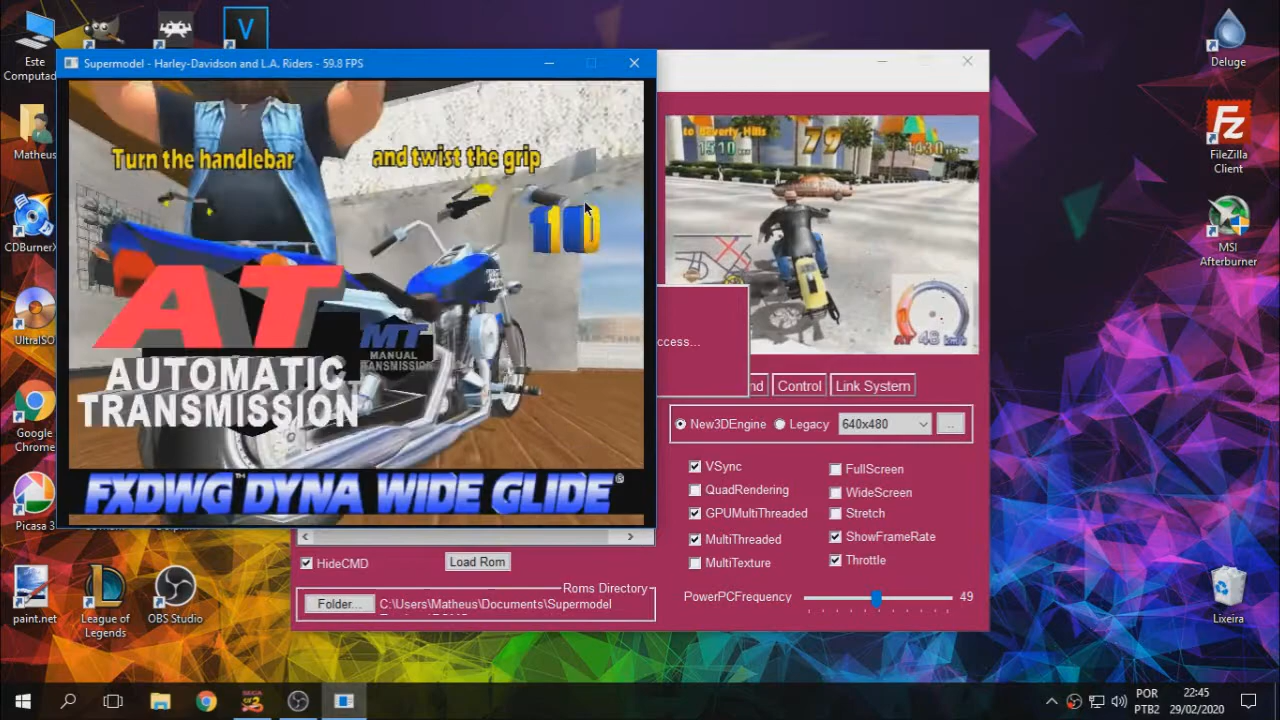 Este
Computad
Matheus
CDBurnerX
UltraISO
Google
Chrome
Picasa 3
paint.net
League of
Legends
OBS Studio
Supermodel - Harley-Davidson and L.A. Riders - 59.8 FPS
Turn the handlebar
and twist the grip
AT
AUTOMATIC
TRANSMISSION
MT
MANUAL
TRANSMISSION
FXDWG™ DYNA WIDE GLIDE®
to Beverly Hills
79
AT 48 km/h
ccess...
nd
Control
Link System
New3DEngine
Legacy
640x480
..
VSync
QuadRendering
GPUMultiThreaded
MultiThreaded
MultiTexture
FullScreen
WideScreen
Stretch
ShowFrameRate
Throttle
PowerPCFrequency
49
HideCMD
Load Rom
Roms Directory
Folder...
C:\Users\Matheus\Documents\Supermodel
Deluge
FileZilla
Client
MSI
Afterburner
Lixeira
POR
PTB2
22:45
29/02/2020